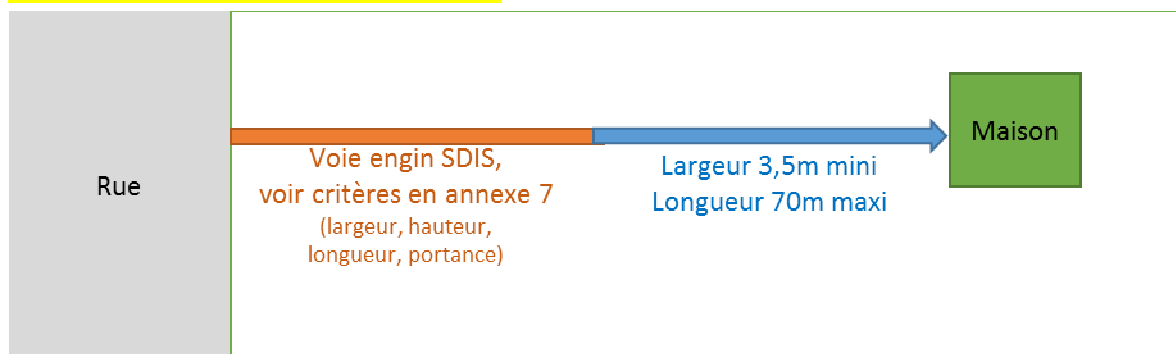 Rue
Voie engin SDIS,
voir critères en annexe 7
(largeur, hauteur,
longueur, portance)
Largeur 3,5m mini
Longueur 70m maxi
Maison